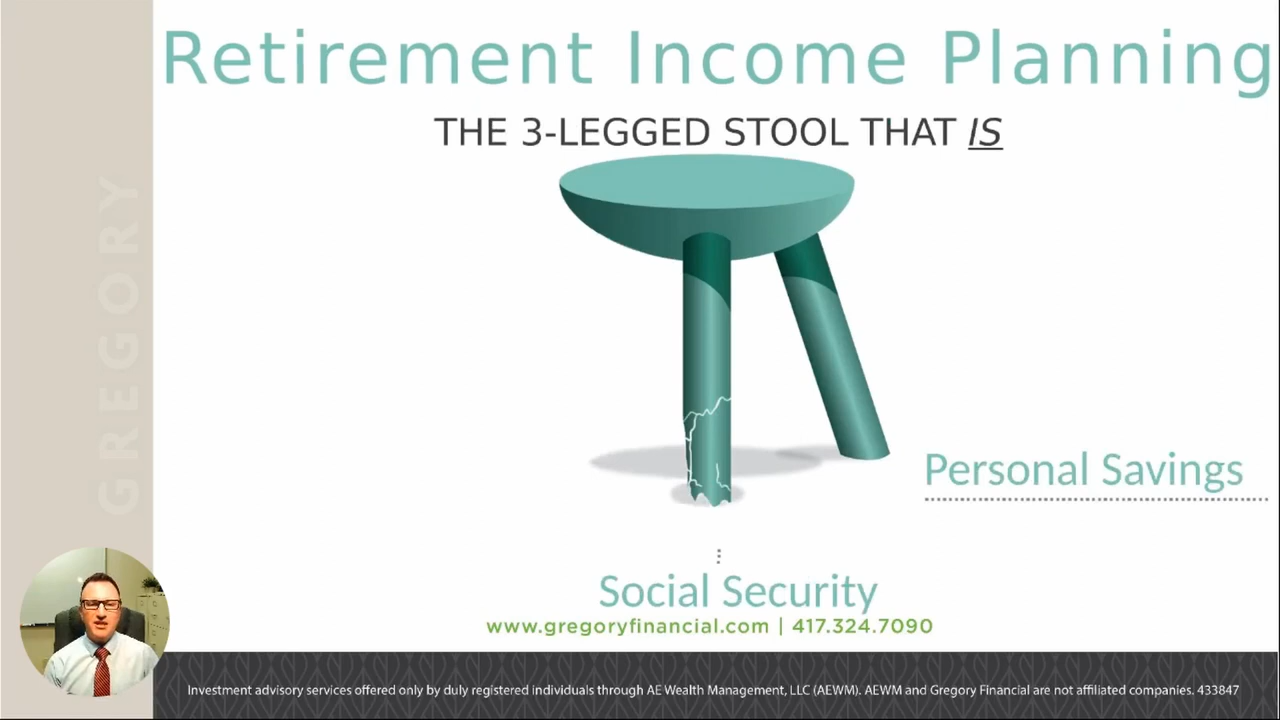 Retirement Income Planning
THE 3-LEGGED STOOL THAT IS
GREGORY
Personal Savings
Social Security
www.gregoryfinancial.com | 417.324.7090
Investment advisory services offered only by duly registered individuals through AE Wealth Management, LLC (AEWM). AEWM and Gregory Financial are not affiliated companies. 433847